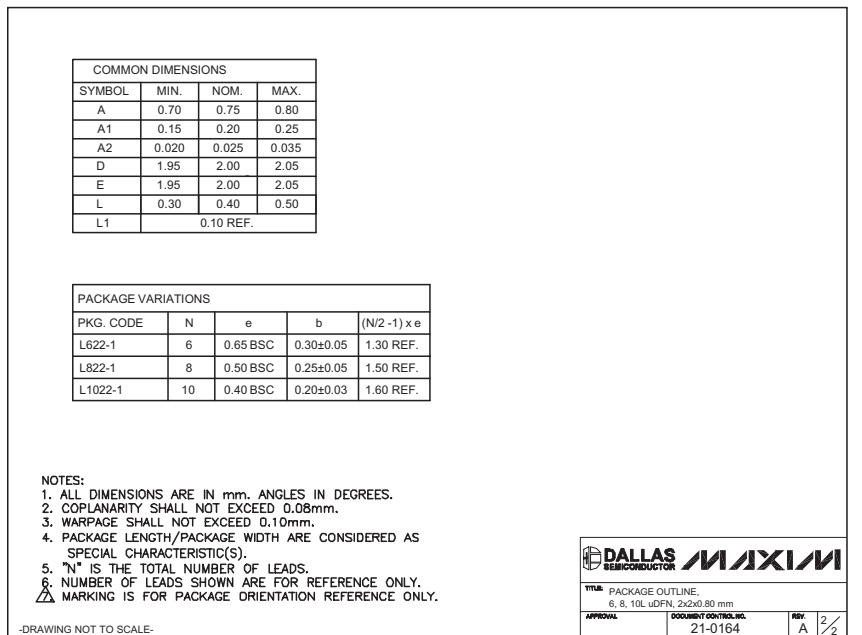 COMMON DIMENSIONS
SYMBOL MIN. NOM. MAX.
A 0.70 0.75 0.80
A1 0.15 0.20 0.25
A2 0.020 0.025 0.035
D 1.95 2.00 2.05
E 1.95 2.00 2.05
L 0.30 0.40 0.50
L1 0.10 REF.
PACKAGE VARIATIONS
PKG. CODE N e b (N/2 -1) x e
L622-1 6 0.65 BSC 0.30±0.05 1.30 REF.
L822-1 8 0.50 BSC 0.25±0.05 1.50 REF.
L1022-1 10 0.40 BSC 0.20±0.03 1.60 REF.
NOTES:
1. ALL DIMENSIONS ARE IN mm. ANGLES IN DEGREES.
2. COPLANARITY SHALL NOT EXCEED 0.08mm.
3. WARPAGE SHALL NOT EXCEED 0.10mm.
4. PACKAGE LENGTH/PACKAGE WIDTH ARE CONSIDERED AS
SPECIAL CHARACTERISTIC(S).
5. "N" IS THE TOTAL NUMBER OF LEADS.
6. NUMBER OF LEADS SHOWN ARE FOR REFERENCE ONLY.
7. MARKING IS FOR PACKAGE ORIENTATION REFERENCE ONLY.
-DRAWING NOT TO SCALE-
DALLAS SEMICONDUCTOR MAXIM
TITLE: PACKAGE OUTLINE,
6, 8, 10L uDFN, 2x2x0.80 mm
APPROVAL DOCUMENT CONTROL NO. REV.
21-0164 A 2/2